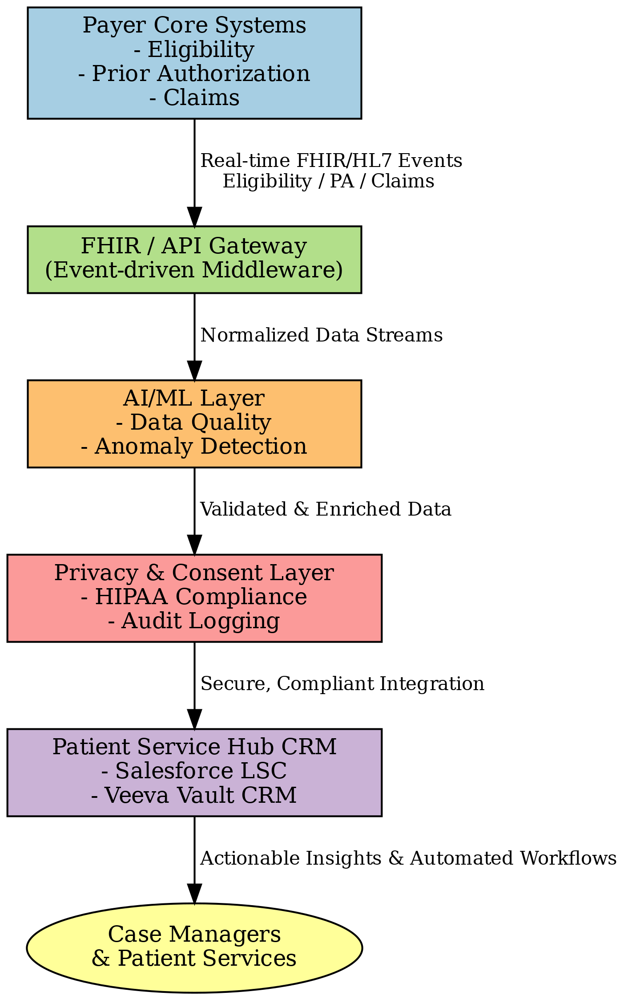 Payer Core Systems
- Eligibility
- Prior Authorization
- Claims
Real-time FHIR/HL7 Events
Eligibility / PA / Claims
FHIR / API Gateway
(Event-driven Middleware)
Normalized Data Streams
AI/ML Layer
- Data Quality
- Anomaly Detection
Validated & Enriched Data
Privacy & Consent Layer
- HIPAA Compliance
- Audit Logging
Secure, Compliant Integration
Patient Service Hub CRM
- Salesforce LSC
- Veeva Vault CRM
Actionable Insights & Automated Workflows
Case Managers
& Patient Services